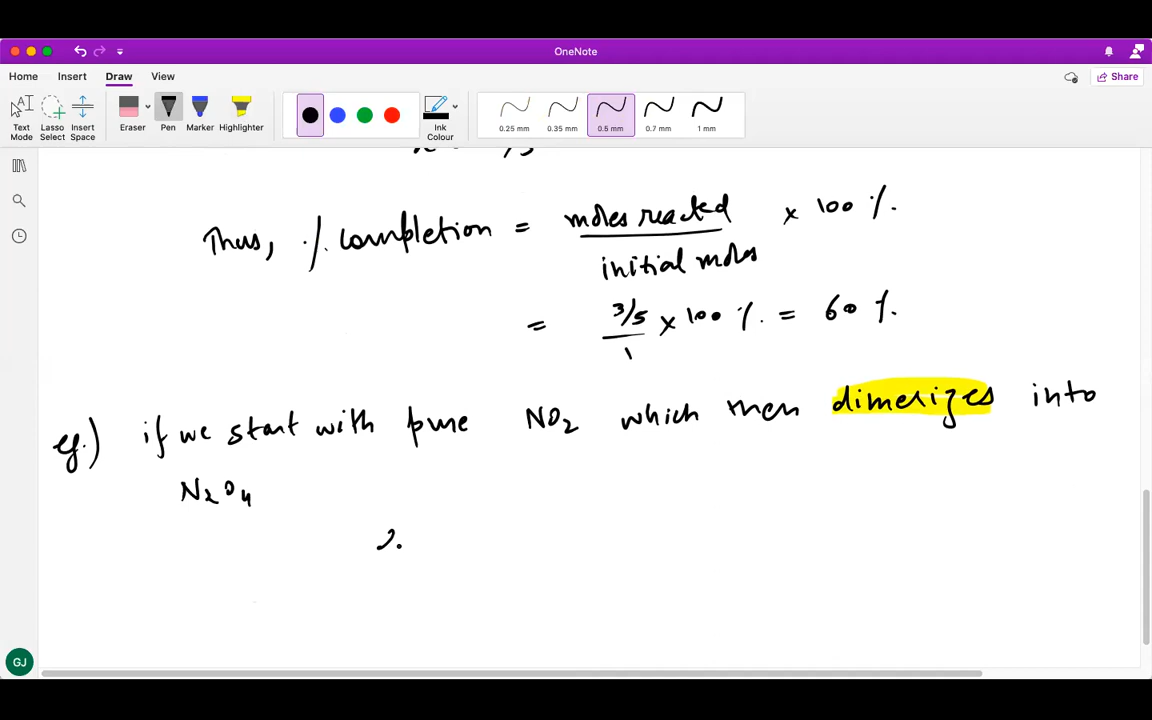 OneNote
Home Insert Draw View
Share
Text Mode
Lasso Select
Insert Space
Eraser
Pen
Marker
Highlighter
Ink Colour
0.25 mm
0.35 mm
0.5 mm
0.7 mm
1 mm
Thus, % completion = moles reacted × 100 %.
initial moles
= 3/5 × 100 % = 60 %.
1
eg.) if we start with pure NO2 which then dimerizes into
N2O4
2
GJ